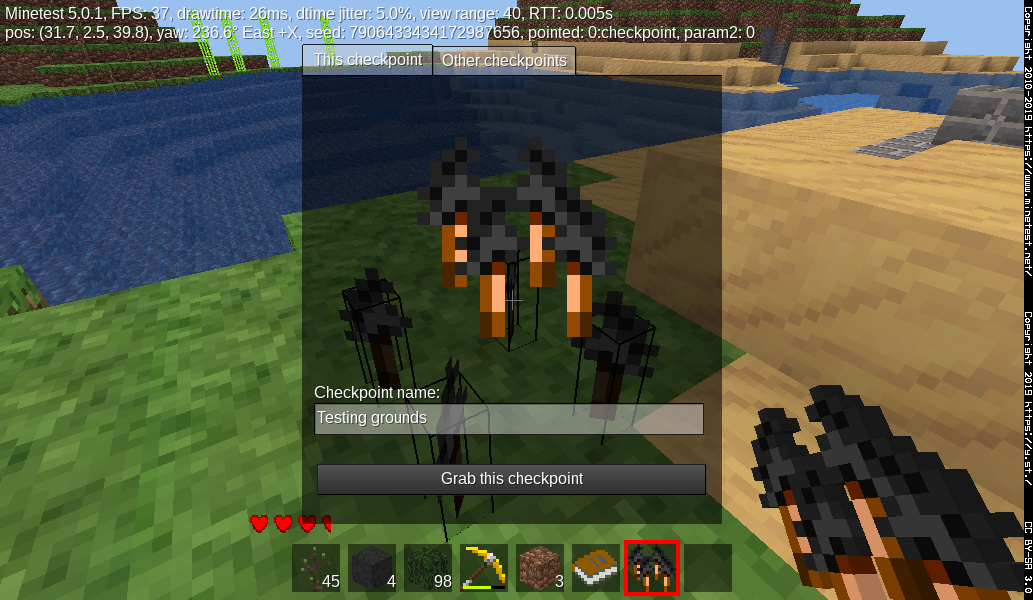 Minetest 5.0.1, FPS: 37, drawtime: 26ms, dtime jitter: 5.0%, view range: 40, RTT: 0.005s
pos: (31.7, 2.5, 39.8), yaw: 236.6° East +X, seed: 7906433434172987656, pointed: 0:checkpoint, param2: 0
This checkpoint Other checkpoints
Checkpoint name:
Testing grounds
Grab this checkpoint
45 4 98 3
Copyright 2010-2019 https://www.minetest.net/
Copyright 2019 https://y.st./
CC BY-SA 3.0